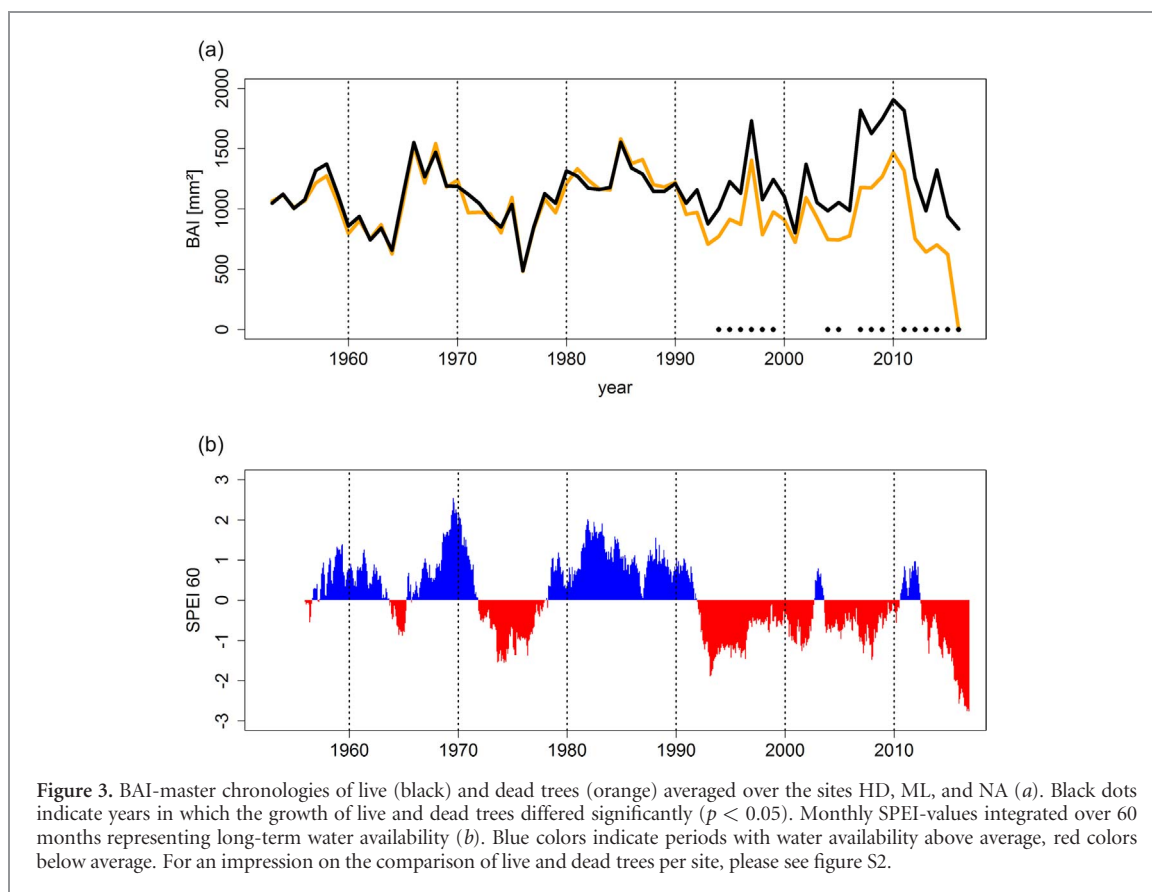 (a)
2000
1500
1000
500
0
BAI [mm²]
1960 1970 1980 1990 2000 2010
year
(b)
3
2
1
0
-1
-2
-3
SPEI 60
1960 1970 1980 1990 2000 2010
Figure 3. BAI-master chronologies of live (black) and dead trees (orange) averaged over the sites HD, ML, and NA (a). Black dots
indicate years in which the growth of live and dead trees differed significantly (p < 0.05). Monthly SPEI-values integrated over 60
months representing long-term water availability (b). Blue colors indicate periods with water availability above average, red colors
below average. For an impression on the comparison of live and dead trees per site, please see figure S2.